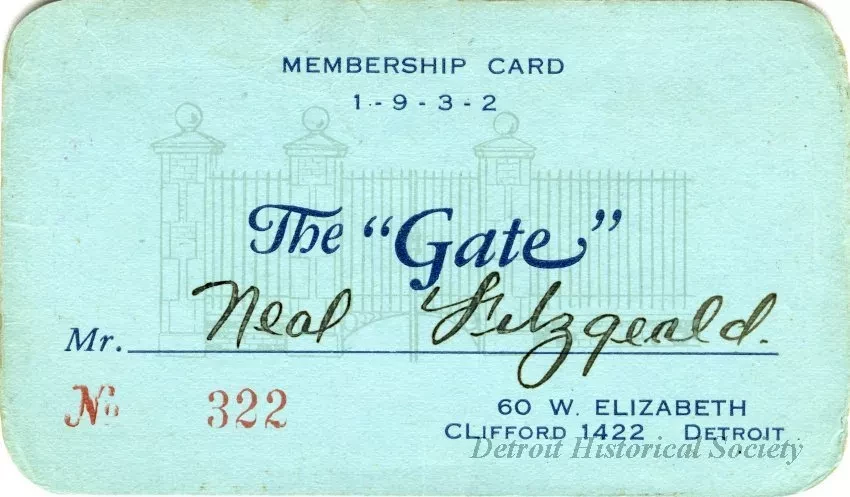 MEMBERSHIP CARD
1-9-3-2
The "Gate"
Mr. Neal Fitzgerald.
No 322
60 W. ELIZABETH
CLIFFORD 1422 DETROIT
Detroit Historical Society